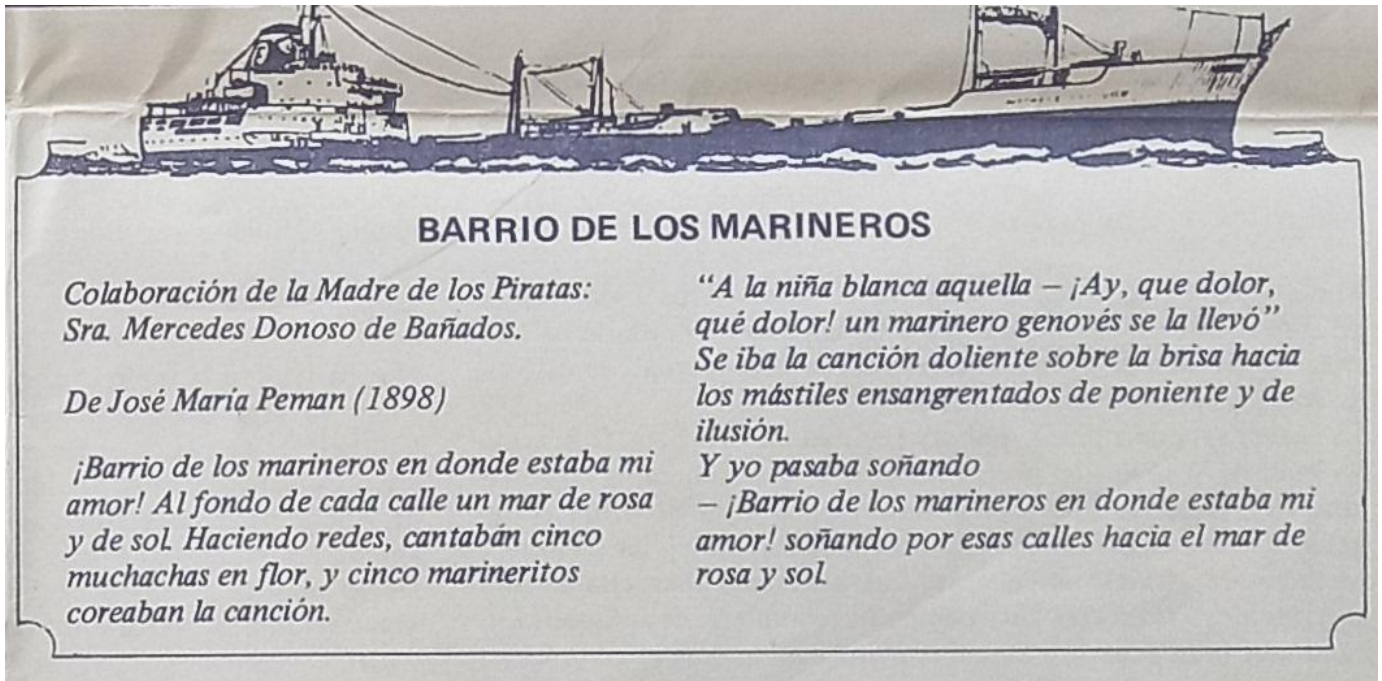 BARRIO DE LOS MARINEROS
Colaboración de la Madre de los Piratas:
Sra. Mercedes Donoso de Bañados.
De José María Peman (1898)
¡Barrio de los marineros en donde estaba mi
amor! Al fondo de cada calle un mar de rosa
y de sol. Haciendo redes, cantabán cinco
muchachas en flor, y cinco marineritos
coreaban la canción.
“A la niña blanca aquella – ¡Ay, que dolor,
qué dolor! un marinero genovés se la llevó”
Se iba la canción doliente sobre la brisa hacia
los mástiles ensangrentados de poniente y de
ilusión.
Y yo pasaba soñando
– ¡Barrio de los marineros en donde estaba mi
amor! soñando por esas calles hacia el mar de
rosa y sol.